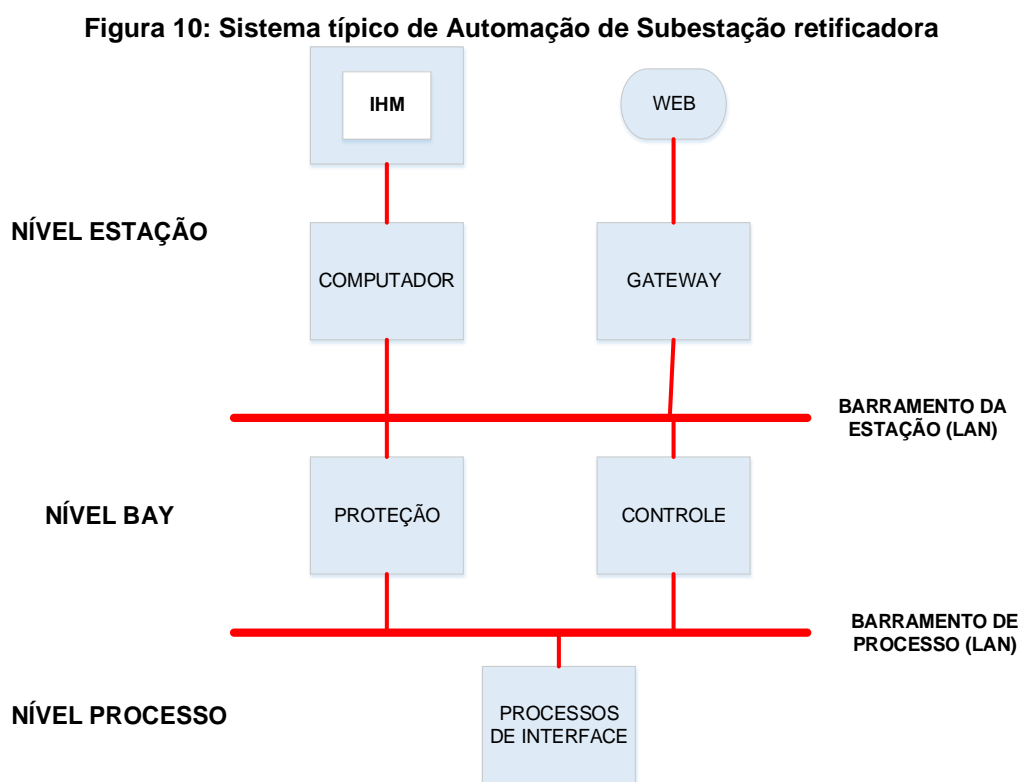 Figura 10: Sistema típico de Automação de Subestação retificadora
IHM
WEB
NÍVEL ESTAÇÃO
COMPUTADOR
GATEWAY
BARRAMENTO DA
ESTAÇÃO (LAN)
NÍVEL BAY
PROTEÇÃO
CONTROLE
BARRAMENTO DE
PROCESSO (LAN)
NÍVEL PROCESSO
PROCESSOS
DE INTERFACE